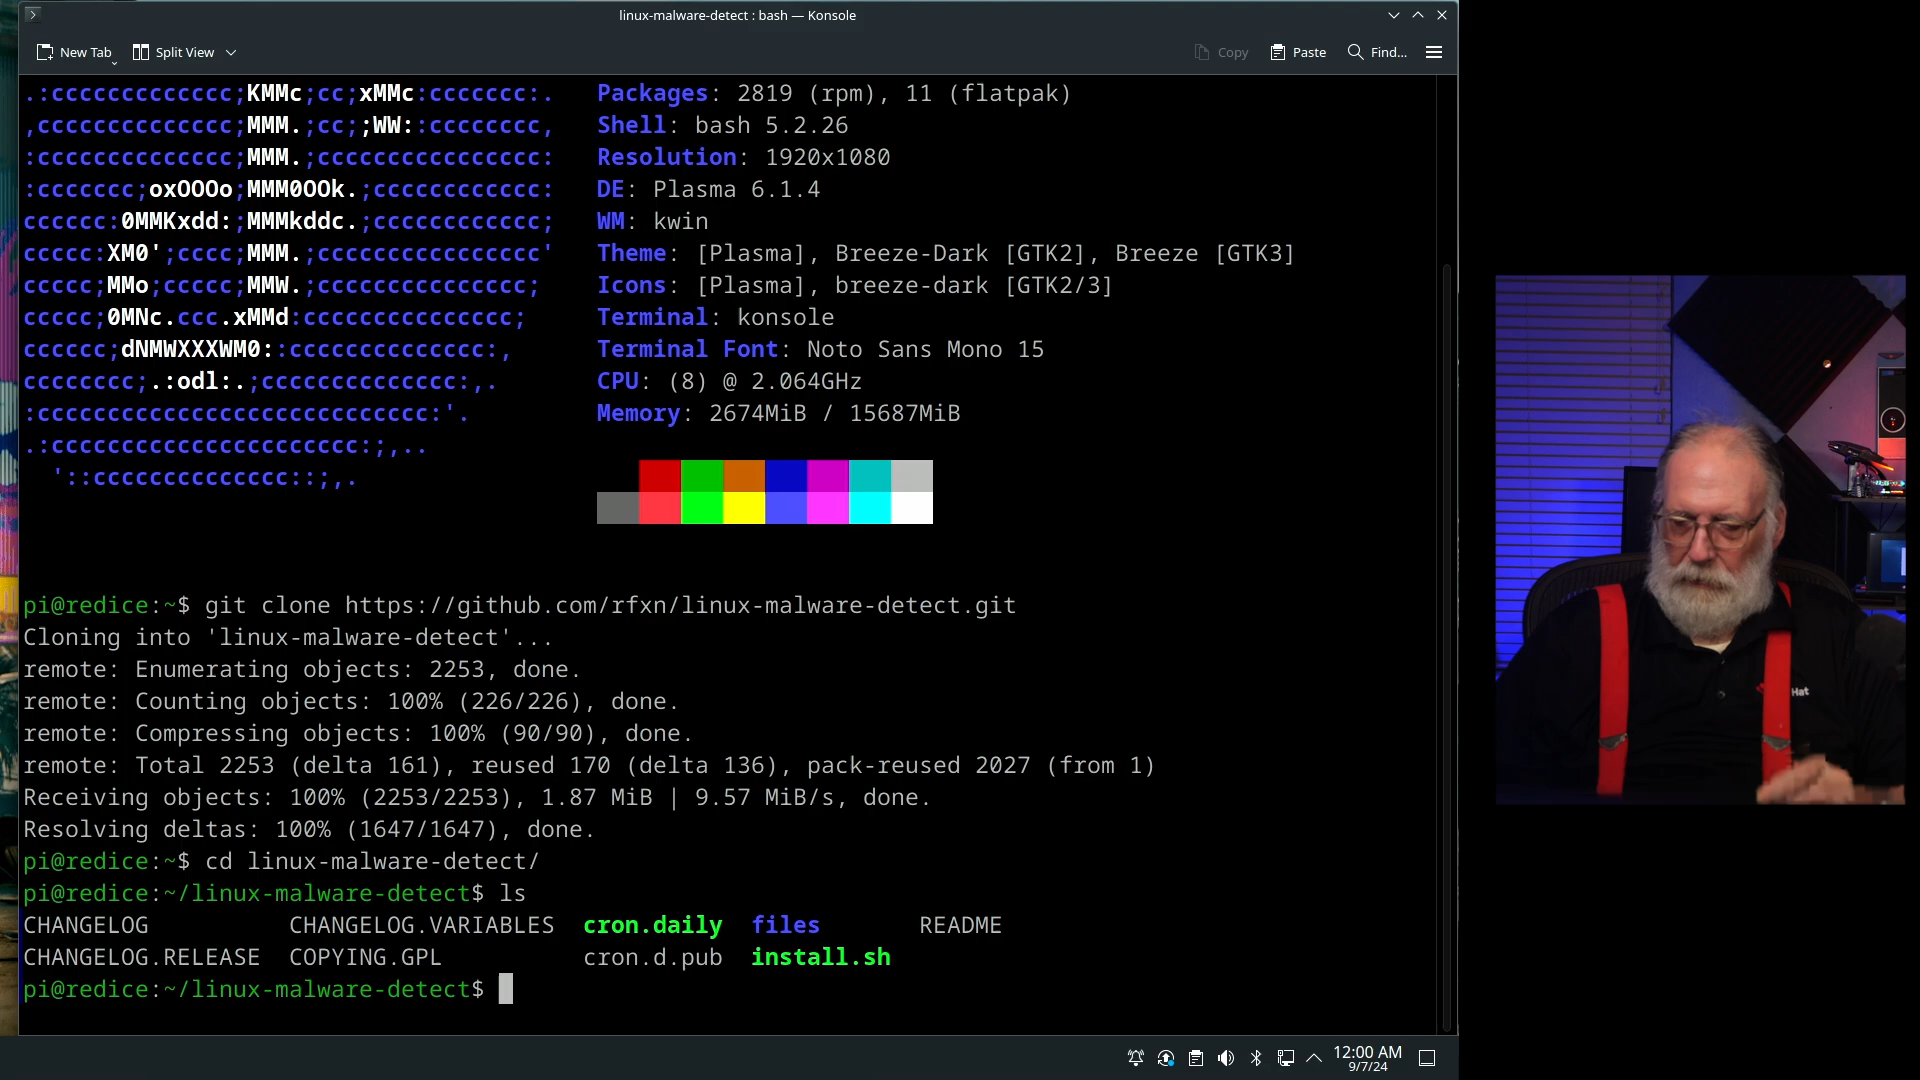 linux-malware-detect : bash — Konsole
New Tab Split View Copy Paste Find...
.:ccccccccccccc;KMMc;cc;xMMc:ccccccc:. Packages: 2819 (rpm), 11 (flatpak)
,cccccccccccccc;MMM.;cc;;WW::cccccccc, Shell: bash 5.2.26
:cccccccccccccc;MMM.;cccccccccccccccc: Resolution: 1920x1080
:ccccccc;oxOOOo;MMM0OOk.;cccccccccccc: DE: Plasma 6.1.4
cccccc:0MMKxdd:;MMMkddc.;cccccccccccc; WM: kwin
ccccc:XM0';cccc;MMM.;cccccccccccccccc' Theme: [Plasma], Breeze-Dark [GTK2], Breeze [GTK3]
ccccc;MMo;ccccc;MMW.;ccccccccccccccc; Icons: [Plasma], breeze-dark [GTK2/3]
ccccc;0MNc.ccc.xMMd:ccccccccccccccc; Terminal: konsole
cccccc;dNMWXXXWM0::cccccccccccccc:, Terminal Font: Noto Sans Mono 15
cccccccc;.:odl:.;cccccccccccccc:,. CPU: (8) @ 2.064GHz
:cccccccccccccccccccccccccccc:'. Memory: 2674MiB / 15687MiB
.:cccccccccccccccccccccc:;,..
'::cccccccccccccc::;,.
pi@redice:~$ git clone https://github.com/rfxn/linux-malware-detect.git
Cloning into 'linux-malware-detect'...
remote: Enumerating objects: 2253, done.
remote: Counting objects: 100% (226/226), done.
remote: Compressing objects: 100% (90/90), done.
remote: Total 2253 (delta 161), reused 170 (delta 136), pack-reused 2027 (from 1)
Receiving objects: 100% (2253/2253), 1.87 MiB | 9.57 MiB/s, done.
Resolving deltas: 100% (1647/1647), done.
pi@redice:~$ cd linux-malware-detect/
pi@redice:~/linux-malware-detect$ ls
CHANGELOG CHANGELOG.VARIABLES cron.daily files README
CHANGELOG.RELEASE COPYING.GPL cron.d.pub install.sh
pi@redice:~/linux-malware-detect$
12:00 AM
9/7/24
Hat